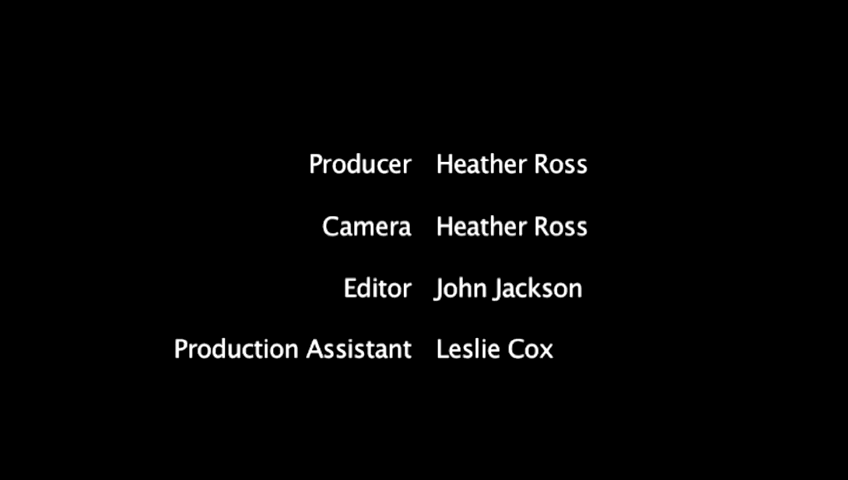 Producer Heather Ross
Camera Heather Ross
Editor John Jackson
Production Assistant Leslie Cox